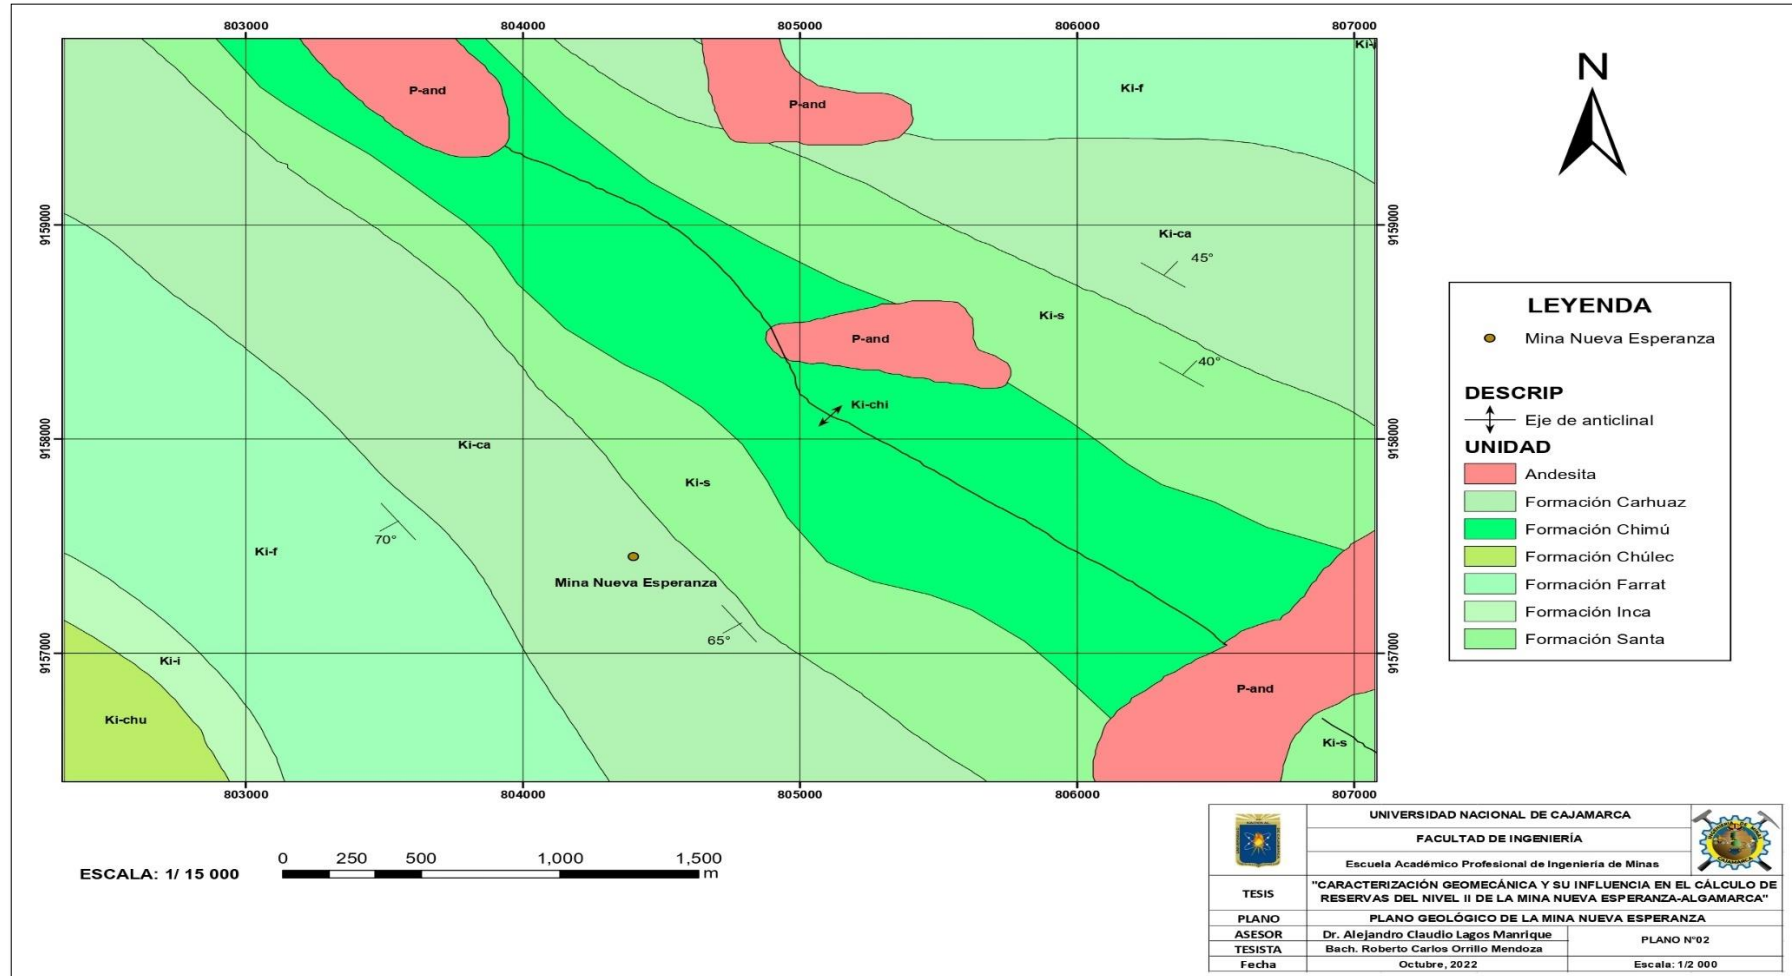 803000
804000
805000
806000
807000
Ki-i
P-and
P-and
Ki-f
9159000
9159000
Ki-ca
45°
Ki-s
P-and
40°
Ki-chi
9158000
9158000
Ki-ca
Ki-s
70°
Ki-f
Mina Nueva Esperanza
65°
9157000
9157000
Ki-i
P-and
Ki-chu
Ki-s
803000
804000
805000
806000
807000
N
LEYENDA
Mina Nueva Esperanza
DESCRIP
Eje de anticlinal
UNIDAD
Andesita
Formación Carhuaz
Formación Chimú
Formación Chúlec
Formación Farrat
Formación Inca
Formación Santa
ESCALA: 1/ 15 000
0 250 500 1,000 1,500
m
UNIVERSIDAD NACIONAL DE CAJAMARCA
FACULTAD DE INGENIERÍA
Escuela Académico Profesional de Ingeniería de Minas
TESIS
"CARACTERIZACIÓN GEOMECÁNICA Y SU INFLUENCIA EN EL CÁLCULO DE
RESERVAS DEL NIVEL II DE LA MINA NUEVA ESPERANZA-ALGAMARCA"
PLANO
PLANO GEOLÓGICO DE LA MINA NUEVA ESPERANZA
ASESOR
Dr. Alejandro Claudio Lagos Manrique
PLANO N°02
TESISTA
Bach. Roberto Carlos Orrillo Mendoza
Fecha
Octubre, 2022
Escala: 1/2 000